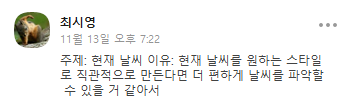 최시영
11월 13일 오후 7:22
주제: 현재 날씨 이유: 현재 날씨를 원하는 스타일
로 직관적으로 만든다면 더 편하게 날씨를 파악할
수 있을 거 같아서